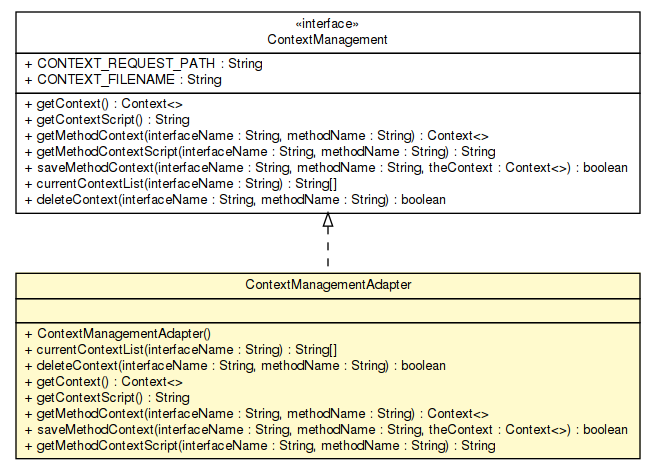 «interface»
ContextManagement
+ CONTEXT_REQUEST_PATH : String
+ CONTEXT_FILENAME : String
+ getContext() : Context<>
+ getContextScript() : String
+ getMethodContext(interfaceName : String, methodName : String) : Context<>
+ getMethodContextScript(interfaceName : String, methodName : String) : String
+ saveMethodContext(interfaceName : String, methodName : String, theContext : Context<>) : boolean
+ currentContextList(interfaceName : String) : String[]
+ deleteContext(interfaceName : String, methodName : String) : boolean
ContextManagementAdapter
+ ContextManagementAdapter()
+ currentContextList(interfaceName : String) : String[]
+ deleteContext(interfaceName : String, methodName : String) : boolean
+ getContext() : Context<>
+ getContextScript() : String
+ getMethodContext(interfaceName : String, methodName : String) : Context<>
+ saveMethodContext(interfaceName : String, methodName : String, theContext : Context<>) : boolean
+ getMethodContextScript(interfaceName : String, methodName : String) : String